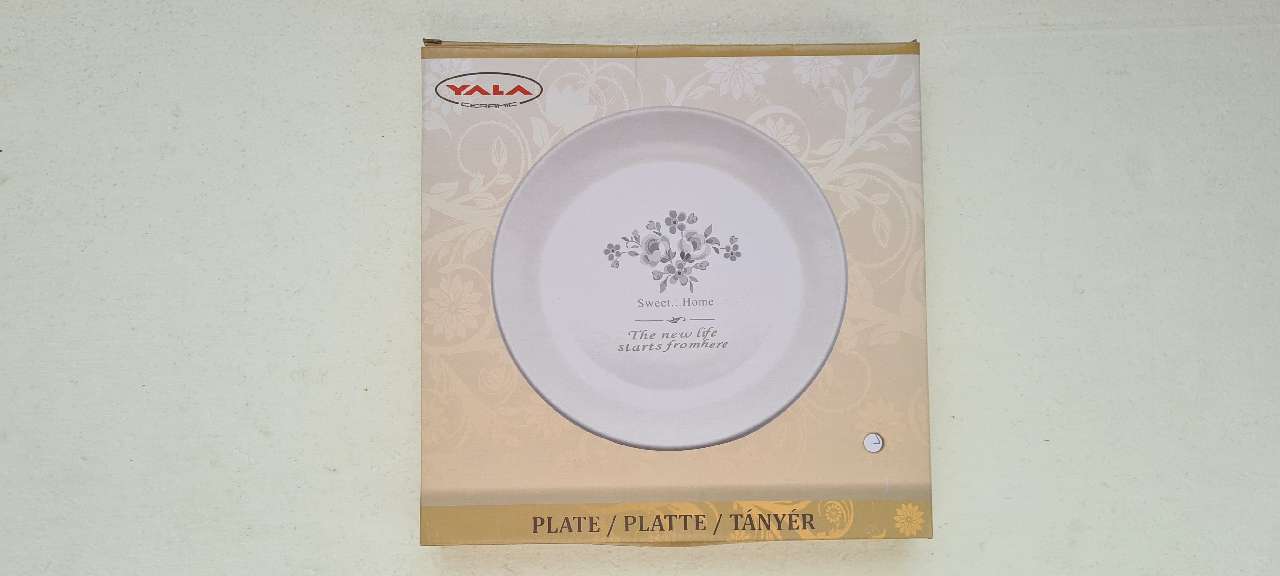 YALA
CERAMIC
Sweet...Home
The new life
starts fromhere
PLATE / PLATTE / TÁNYÉR